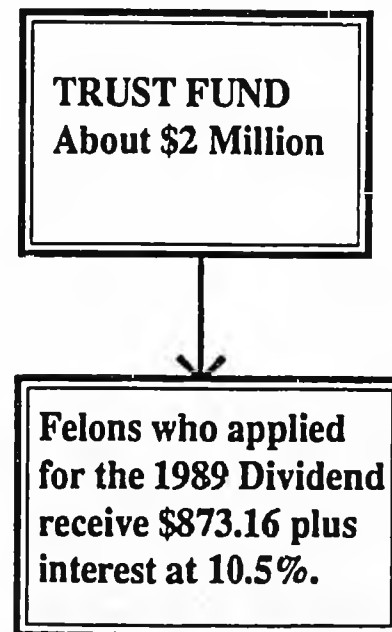 TRUST FUND
About $2 Million
Felons who applied
for the 1989 Dividend
receive $873.16 plus
interest at 10.5%.